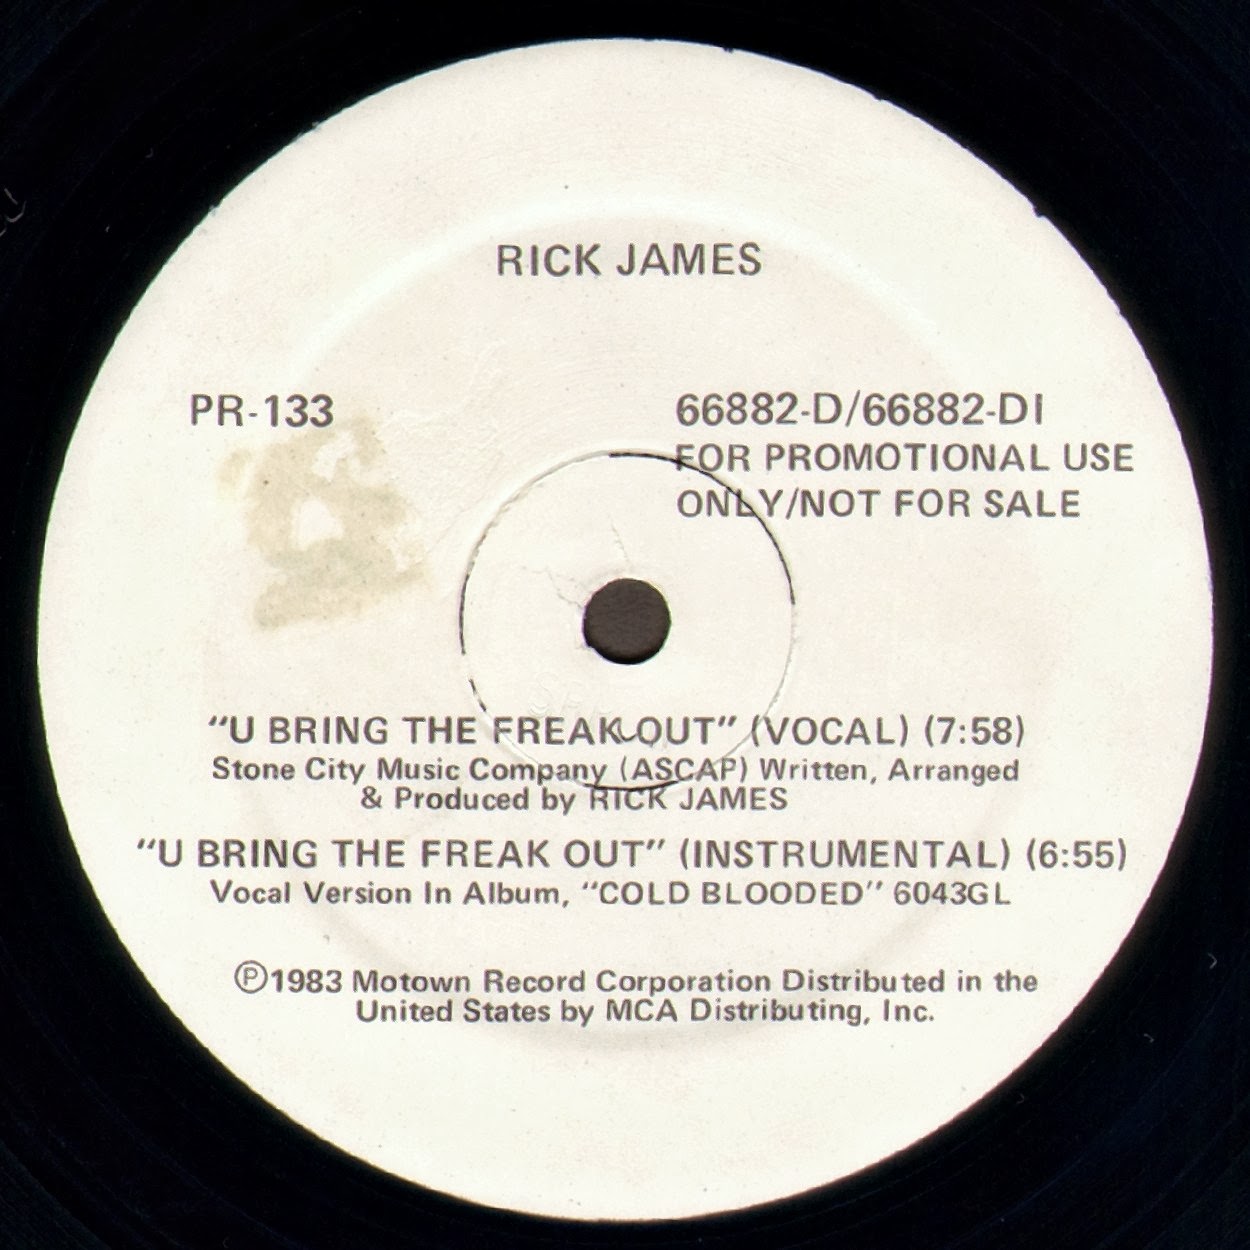 RICK JAMES
PR-133
66882-D/66882-DI
FOR PROMOTIONAL USE
ONLY/NOT FOR SALE
"U BRING THE FREAK OUT" (VOCAL) (7:58)
Stone City Music Company (ASCAP) Written, Arranged
& Produced by RICK JAMES
"U BRING THE FREAK OUT" (INSTRUMENTAL) (6:55)
Vocal Version In Album, "COLD BLOODED" 6043GL
Ⓟ1983 Motown Record Corporation Distributed in the
United States by MCA Distributing, Inc.